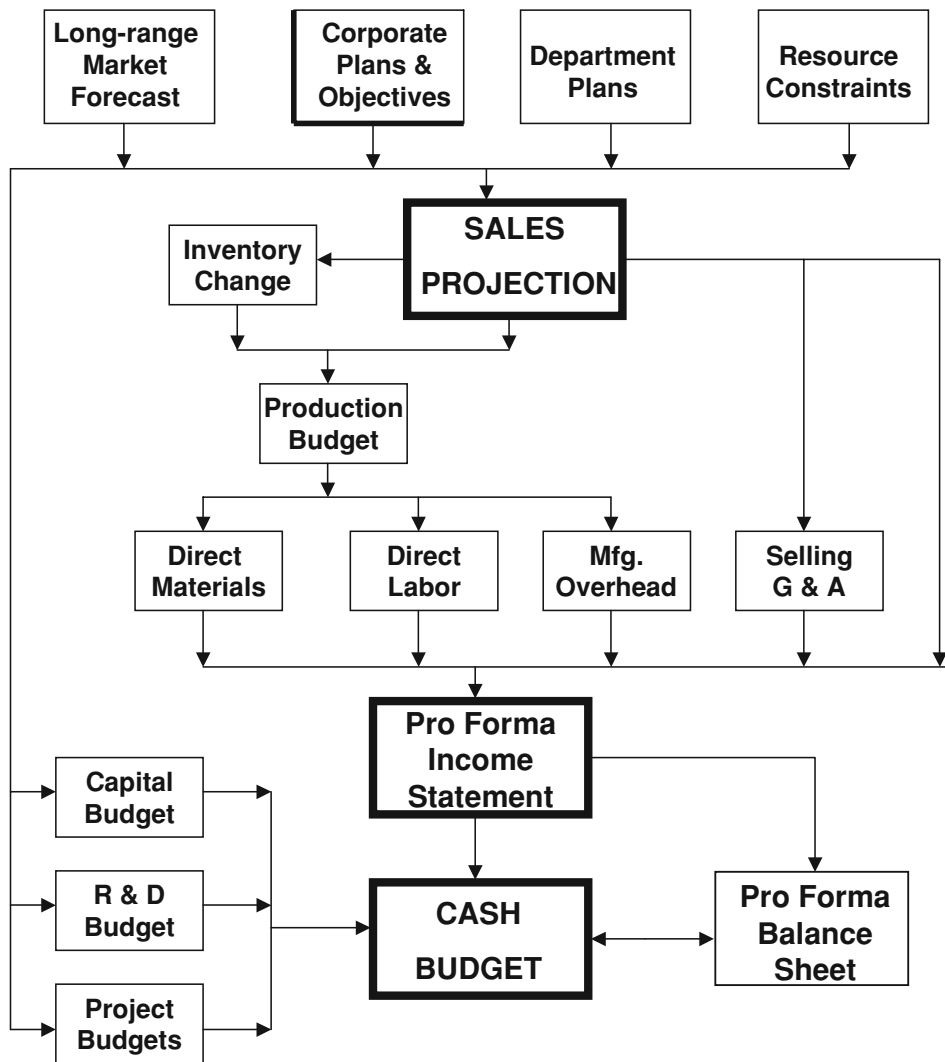 Long-range
Market
Forecast
Corporate
Plans &
Objectives
Department
Plans
Resource
Constraints
SALES
PROJECTION
Inventory
Change
Production
Budget
Direct
Materials
Direct
Labor
Mfg.
Overhead
Selling
G & A
Pro Forma
Income
Statement
Capital
Budget
R & D
Budget
Project
Budgets
CASH
BUDGET
Pro Forma
Balance
Sheet